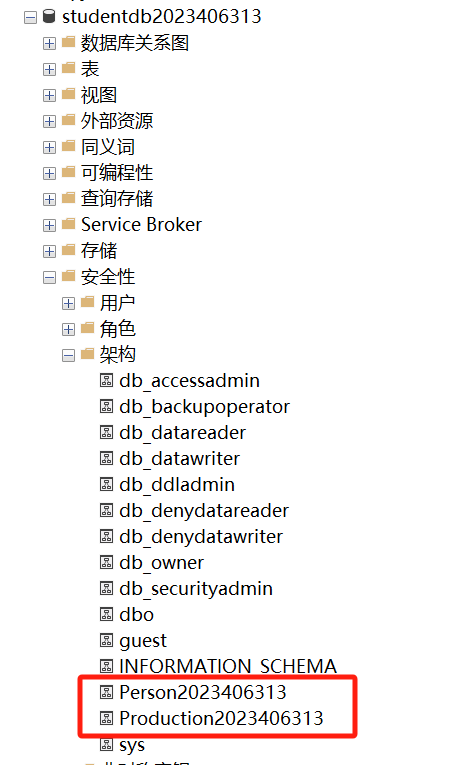 studentdb2023406313
数据库关系图
表
视图
外部资源
同义词
可编程性
查询存储
Service Broker
存储
安全性
用户
角色
架构
db_accessadmin
db_backupoperator
db_datareader
db_datawriter
db_ddladmin
db_denydatareader
db_denydatawriter
db_owner
db_securityadmin
dbo
guest
INFORMATION_SCHEMA
Person2023406313
Production2023406313
sys